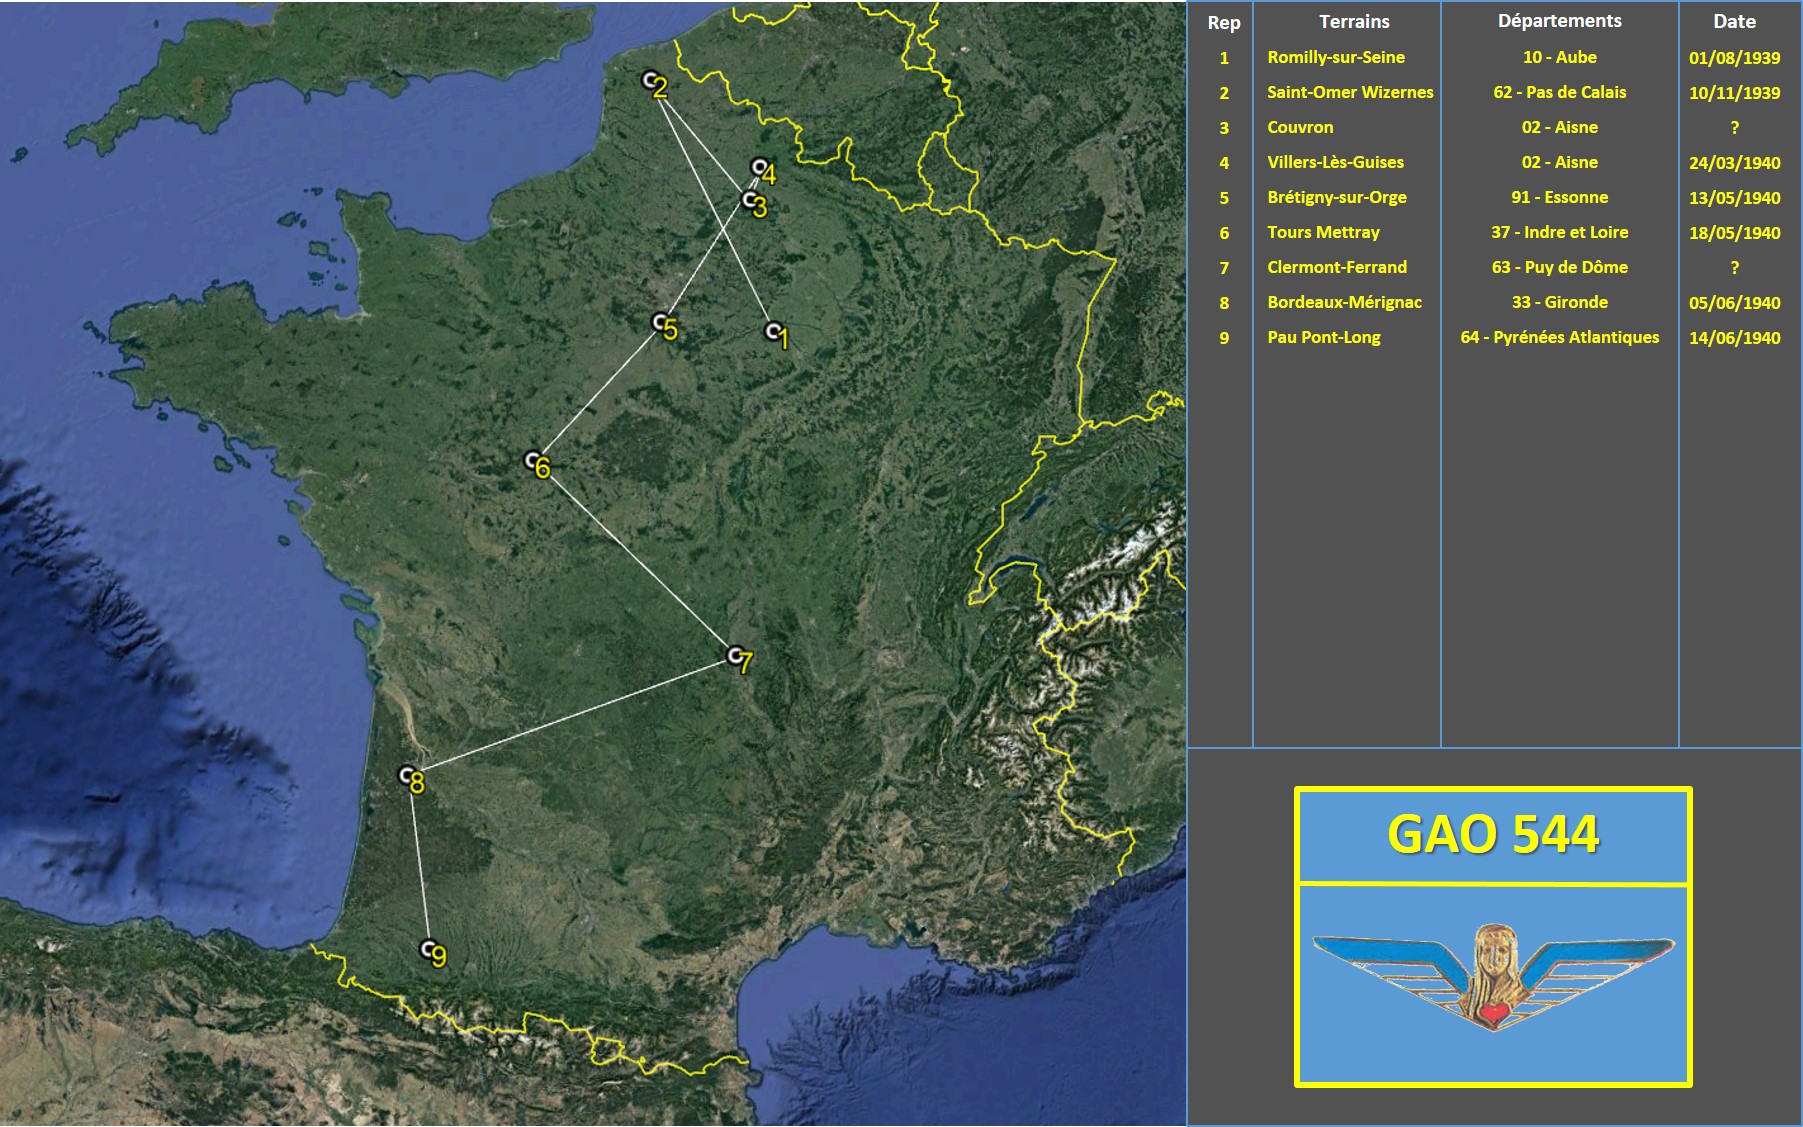 Rep Terrains Départements Date
1 Romilly-sur-Seine 10 - Aube 01/08/1939
2 Saint-Omer Wizernes 62 - Pas de Calais 10/11/1939
3 Couvron 02 - Aisne ?
4 Villers-Lès-Guises 02 - Aisne 24/03/1940
5 Brétigny-sur-Orge 91 - Essonne 13/05/1940
6 Tours Mettray 37 - Indre et Loire 18/05/1940
7 Clermont-Ferrand 63 - Puy de Dôme ?
8 Bordeaux-Mérignac 33 - Gironde 05/06/1940
9 Pau Pont-Long 64 - Pyrénées Atlantiques 14/06/1940
GAO 544
2
4
3
5
1
6
7
8
9